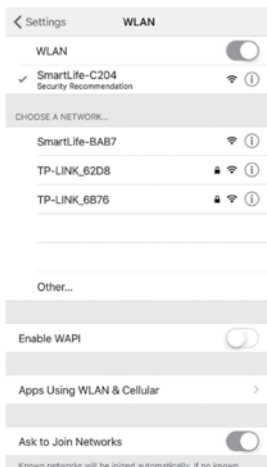 Settings WLAN
WLAN
SmartLife-C204
Security Recommendation
CHOOSE A NETWORK...
SmartLife-BAB7
TP-LINK_62D8
TP-LINK_6B76
Other...
Enable WAPI
Apps Using WLAN & Cellular
Ask to Join Networks
Known networks will be joined automatically. If no known